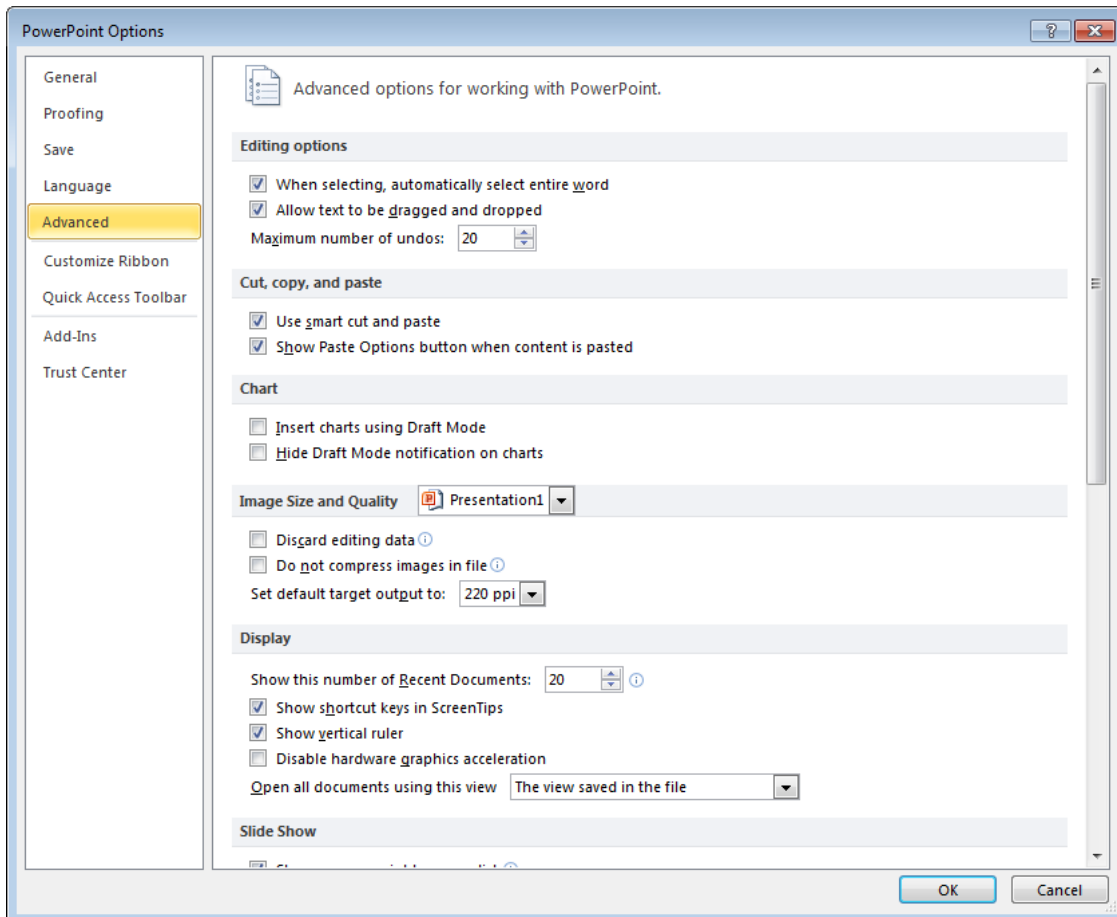 PowerPoint Options
General
Proofing
Save
Language
Advanced
Customize Ribbon
Quick Access Toolbar
Add-Ins
Trust Center
Advanced options for working with PowerPoint.
Editing options
When selecting, automatically select entire word
Allow text to be dragged and dropped
Maximum number of undos: 20
Cut, copy, and paste
Use smart cut and paste
Show Paste Options button when content is pasted
Chart
Insert charts using Draft Mode
Hide Draft Mode notification on charts
Image Size and Quality Presentation1
Discard editing data
Do not compress images in file
Set default target output to: 220 ppi
Display
Show this number of Recent Documents: 20
Show shortcut keys in ScreenTips
Show vertical ruler
Disable hardware graphics acceleration
Open all documents using this view The view saved in the file
Slide Show
OK Cancel